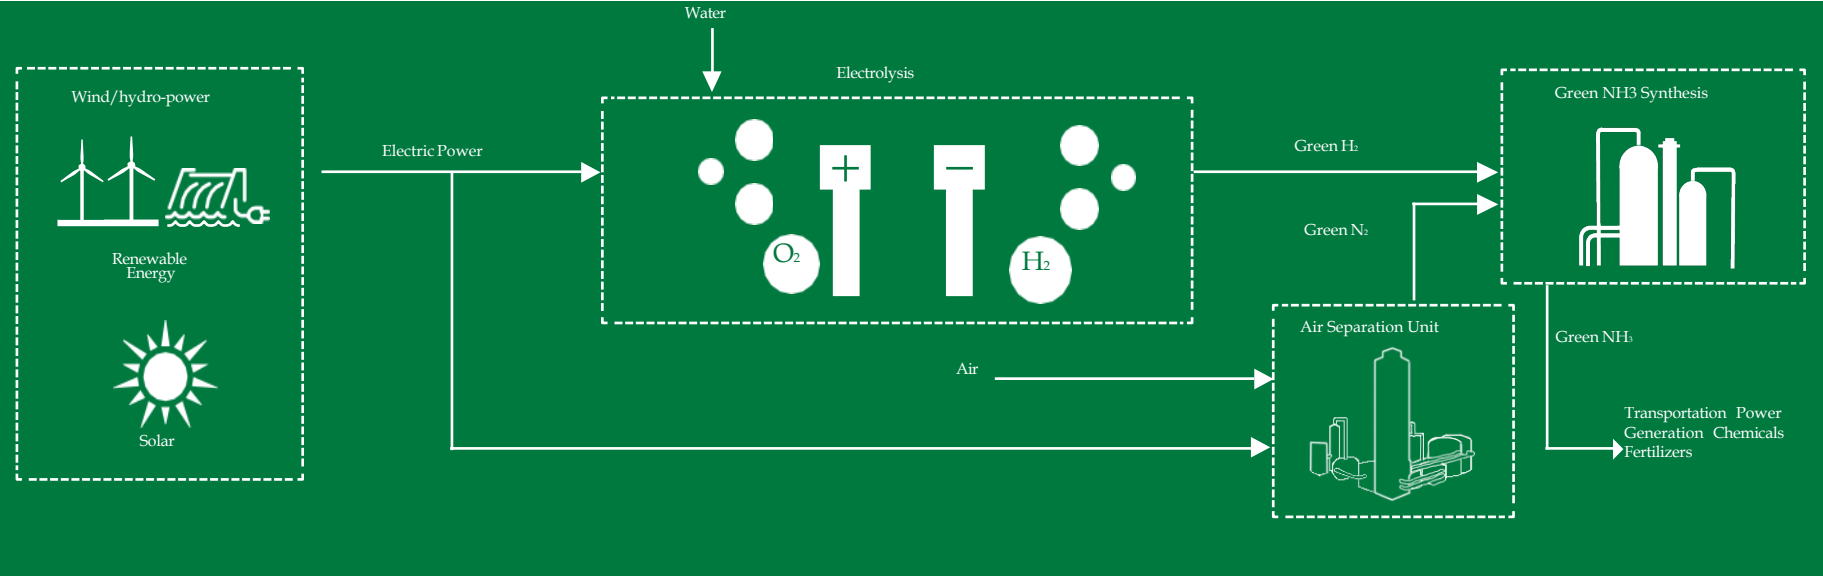 Water
Electrolysis
Wind/hydro-power
Green NH3 Synthesis
Electric Power
Green H₂
+
−
Green N₂
O₂
H₂
Renewable
Energy
Air Separation Unit
Green NH₃
Air
Transportation Power
Generation Chemicals
Fertilizers
Solar